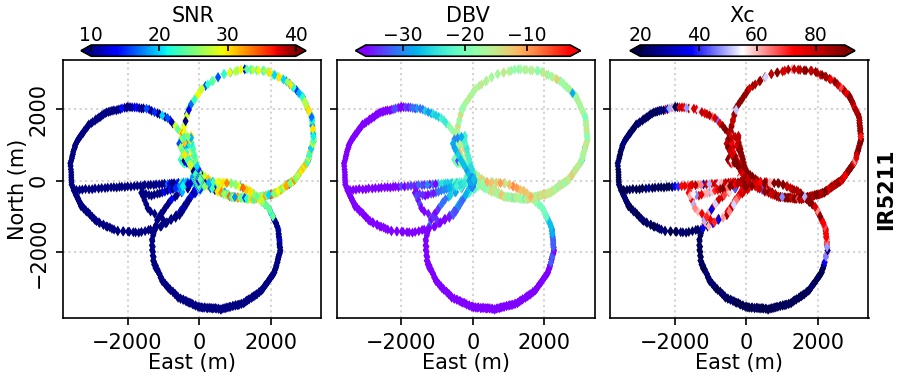 SNR DBV Xc
10 20 30 40 −30 −20 −10 20 40 60 80
2000
0
−2000
North (m)
IR5211
−2000 0 2000 −2000 0 2000 −2000 0 2000
East (m) East (m) East (m)